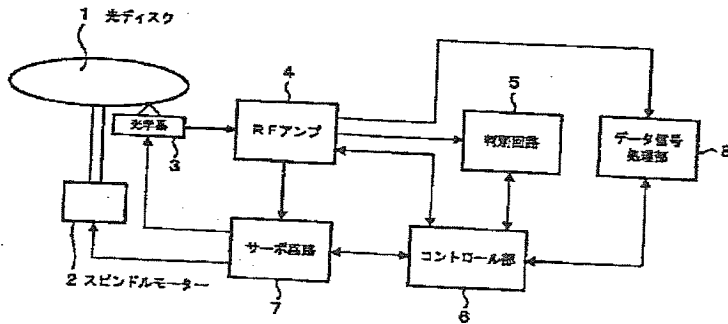 1 光ディスク
4
RFアンプ
5
判別回路
データ信号
処理部
8
光学系
3
2 スピンドルモーター
サーボ回路
7
コントロール部
6